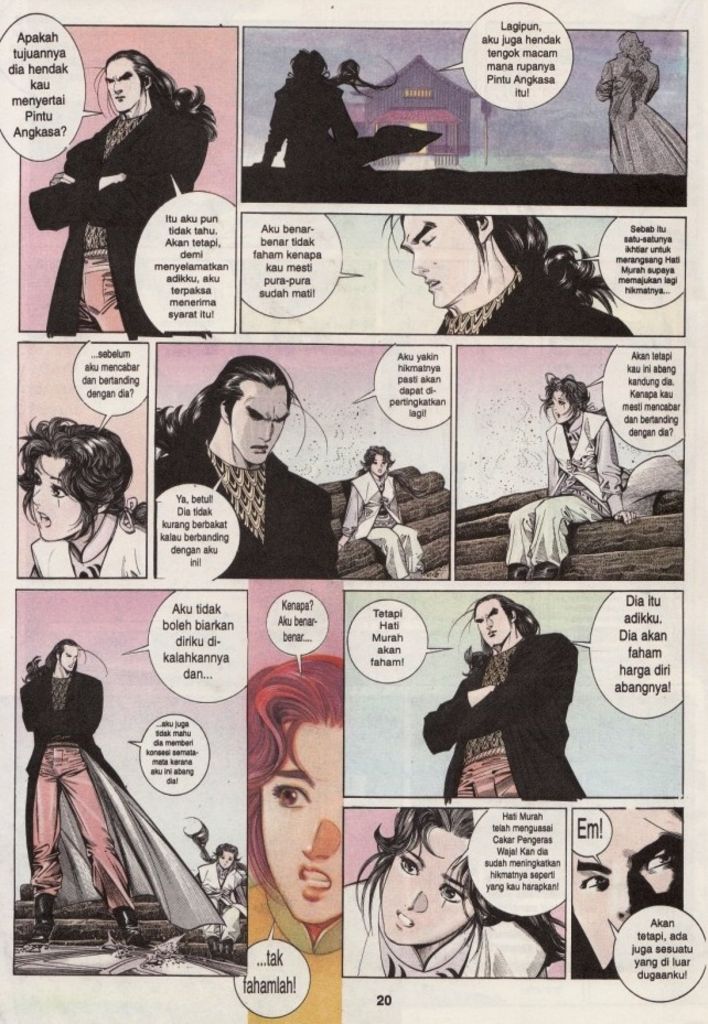 Apakah
tujuannya
dia hendak
kau
menyertai
Pintu
Angkasa?
Itu aku pun
tidak tahu.
Akan tetapi,
demi
menyelamatkan
adikku, aku
terpaksa
menerima
syarat itu!
Lagipun,
aku juga hendak
tengok macam
mana rupanya
Pintu Angkasa
itu!
Aku benar-
benar tidak
faham kenapa
kau mesti
pura-pura
sudah mati!
Sebab itu
satu-satunya
ikhtiar untuk
merangsang Hati
Murah supaya
memajukan lagi
hikmatnya...
...sebelum
aku mencabar
dan bertanding
dengan dia?
Ya, betul!
Dia tidak
kurang berbakat
kalau berbanding
dengan aku
ini!
Aku yakin
hikmatnya
pasti akan
dapat di-
pertingkatkan
lagi!
Akan tetapi
kau ini abang
kandung dia.
Kenapa kau
mesti mencabar
dan bertanding
dengan dia?
Aku tidak
boleh biarkan
diriku di-
kalahkannya
dan...
...aku juga
tidak mahu
dia memberi
konsesi semata-
mata kerana
aku ini abang
dia!
Kenapa?
Aku benar-
benar....
...tak
fahamlah!
Tetapi
Hati
Murah
akan
faham!
Dia itu
adikku.
Dia akan
faham
harga diri
abangnya!
Hati Murah
telah menguasai
Cakar Pengeras
Waja! Kan dia
sudah meningkatkan
hikmatnya seperti
yang kau harapkan!
Em!
Akan
tetapi, ada
juga sesuatu
yang di luar
dugaanku!
20